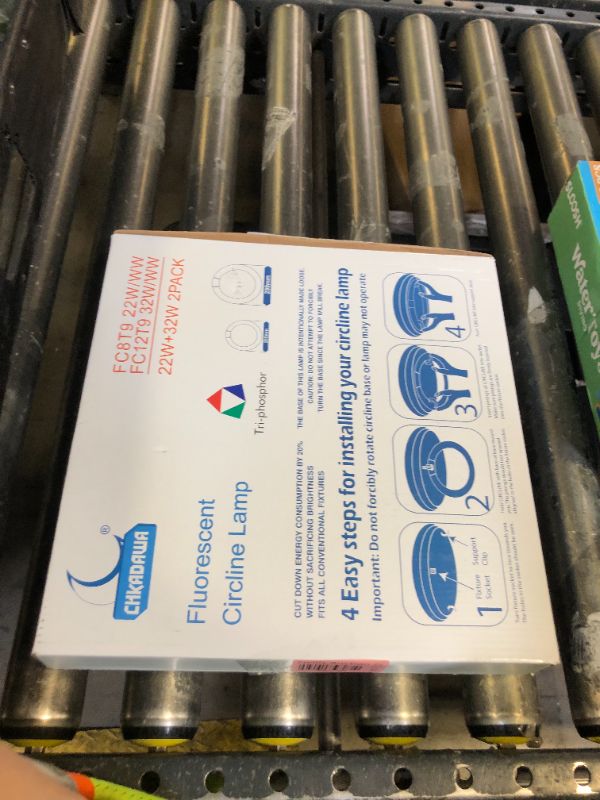 CHKADAWA
®
Fluorescent
Circline Lamp
FC8T9 22W/WW
FC12T9 32W/WW
22W+32W 2PACK
Tri-phosphor
CUT DOWN ENERGY CONSUMPTION BY 20%
WITHOUT SACRIFICING BRIGHTNESS
FITS ALL CONVENTIONAL FIXTURES
THE BASE OF THIS LAMP IS INTENTIONALLY MADE LOOSE.
CAUTION: DO NOT ATTEMPT TO FORCIBLY
TURN THE BASE SINCE THE LAMP WILL BREAK.
4 Easy steps for installing your circline lamp
Important: Do not forcibly rotate circline base or lamp may not operate
1
Fixture
Socket
Support
Clip
2
3
4
Water Toy